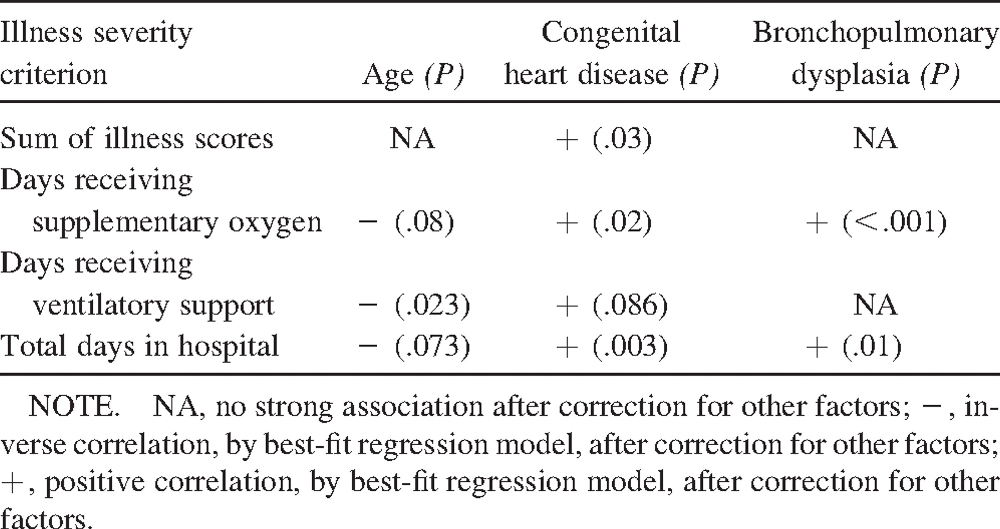 Illness severity Congenital Bronchopulmonary
criterion Age (P) heart disease (P) dysplasia (P)
Sum of illness scores NA + (.03) NA
Days receiving
supplementary oxygen − (.08) + (.02) + (<.001)
Days receiving
ventilatory support − (.023) + (.086) NA
Total days in hospital − (.073) + (.003) + (.01)
NOTE. NA, no strong association after correction for other factors; −, in-
verse correlation, by best-fit regression model, after correction for other factors;
+, positive correlation, by best-fit regression model, after correction for other
factors.